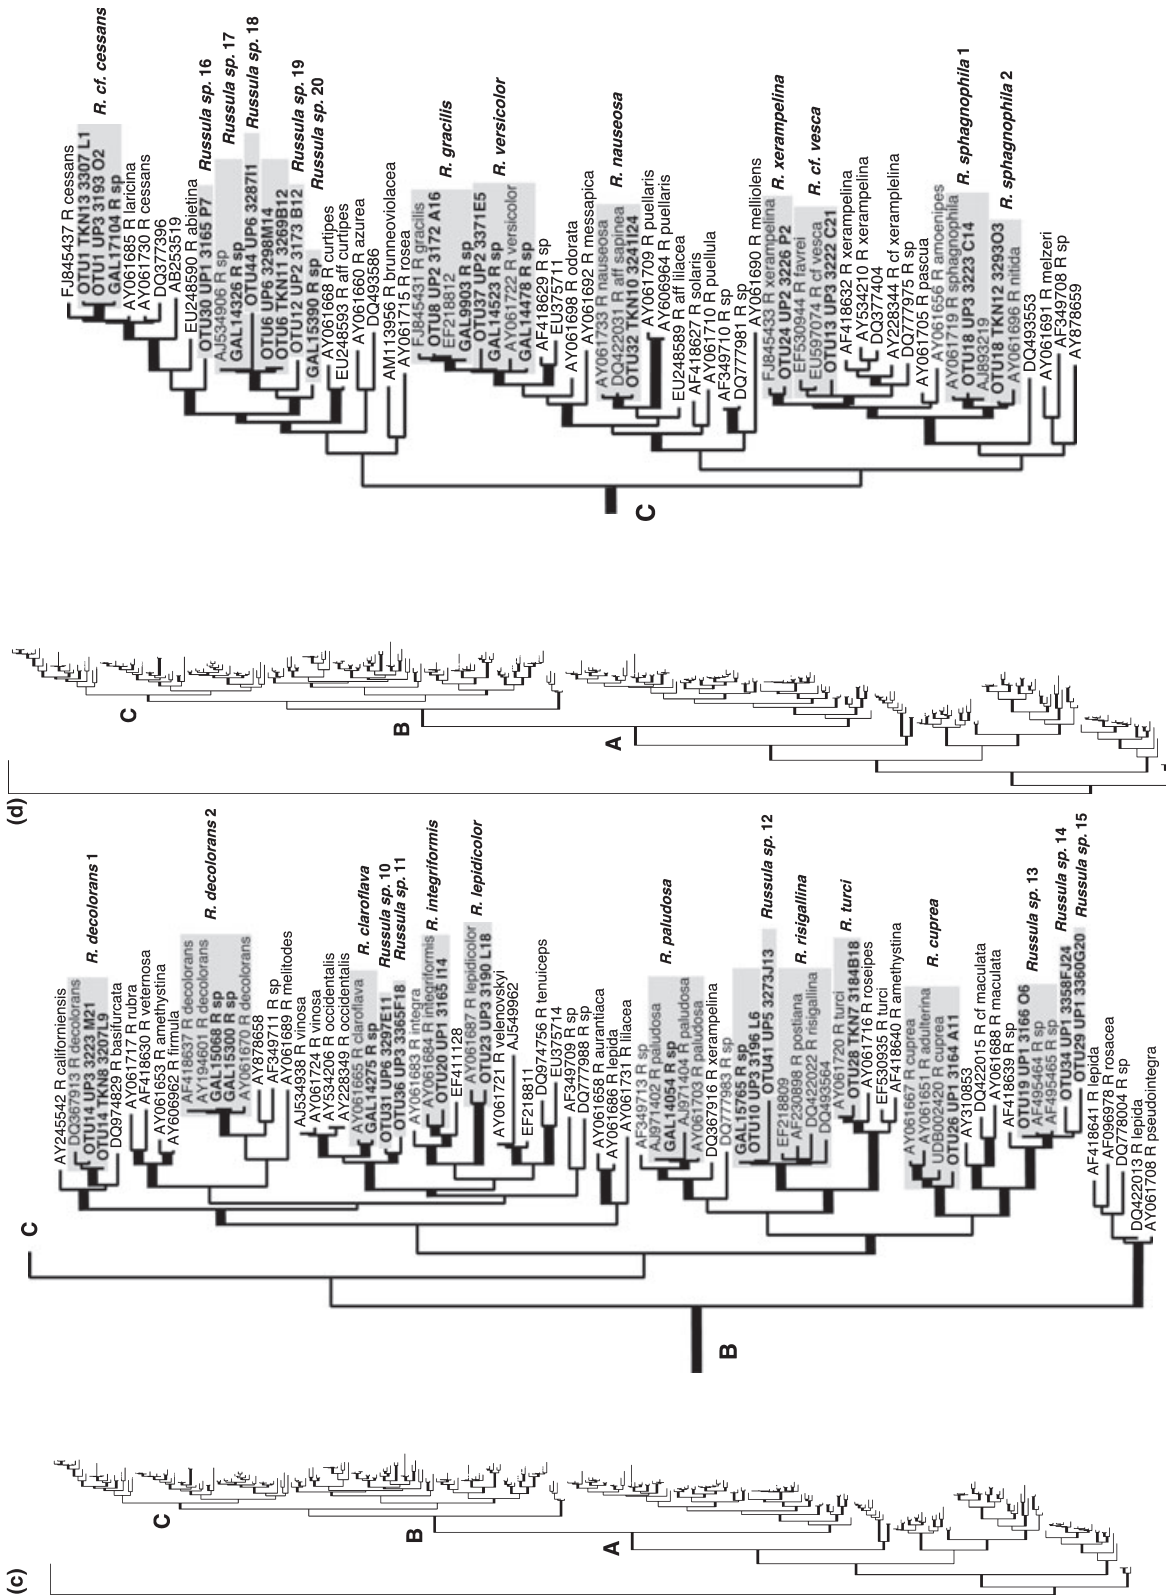 (c)
C
B
A
C
B
AY245542 R californiensis
DQ367913 R decolorans
OTU14 UP3 3223 M21
OTU14 TKN8 3207L9
R. decolorans 1
DQ974829 R basifurcata
AY061717 R rubra
AF418630 R veternosa
AY061653 R amethystina
AY606962 R firmula
AF418637 R decolorans
AY194601 R decolorans
GAL15068 R sp
GAL15300 R sp
AY061670 R decolorans
R. decolorans 2
AY878658
AF349711 R sp
AY061689 R melitodes
AJ534938 R vinosa
AY061724 R vinosa
AY534206 R occidentalis
AY228349 R occidentalis
AY061665 R claroflava
GAL14275 R sp
R. claroflava
OTU31 UP6 3297E11
Russula sp. 10
OTU36 UP3 3365F18
Russula sp. 11
AY061683 R integra
AY061684 R integriformis
OTU20 UP1 3165 I14
R. integriformis
EF411128
AY061687 R lepidicolor
OTU23 UP3 3190 L18
R. lepidicolor
AY061721 R velenovskyi
AJ549962
EF218811
DQ974756 R tenuiceps
EU375714
AF349709 R sp
DQ777988 R sp
AY061658 R aurantiaca
AY061686 R lepida
AY061731 R lilacea
AF349713 R sp
AJ971402 R paludosa
GAL14054 R sp
AJ971404 R paludosa
AY061703 R paludosa
R. paludosa
DQ367916 R xerampelina
DQ777983 R sp
GAL15765 R sp
OTU10 UP3 3196 L6
OTU41 UP5 3273J13
Russula sp. 12
EF218809
AF230898 R postiana
DQ422022 R risigallina
DQ493564
R. risigallina
AY061720 R turci
OTU28 TKN7 3184B18
R. turci
AY061716 R roseipes
EF530935 R turci
AF418640 R amethystina
AY061667 R cuprea
AY061651 R adulterina
UDB002420 R cuprea
OTU26 UP1 3164 A11
R. cuprea
AY310853
DQ422015 R cf maculata
AY061688 R maculata
AF418639 R sp
OTU19 UP1 3166 O6
AF495464 R sp
AF495465 R sp
Russula sp. 13
OTU34 UP1 3358FJ24
Russula sp. 14
OTU29 UP1 3360G20
Russula sp. 15
AF418641 R lepida
AF096978 R rosacea
DQ778004 R sp
DQ422013 R lepida
AY061708 R pseudointegra
(d)
C
B
A
C
FJ845437 R cessans
OTU1 TKN13 3307 L1
OTU1 UP3 3193 O2
GAL17104 R sp
R. cf. cessans
AY061685 R laricina
AY061730 R cessans
DQ377396
AB253519
EU248590 R abietina
OTU30 UP1 3165 P7
Russula sp. 16
AJ534906 R sp
GAL14326 R sp
Russula sp. 17
OTU44 UP6 3287I1
Russula sp. 18
OTU6 UP6 3298M14
OTU6 TKN11 3269B12
OTU12 UP2 3173 B12
Russula sp. 19
GAL15390 R sp
Russula sp. 20
AY061668 R curtipes
EU248593 R aff curtipes
AY061660 R azurea
DQ493586
AM113956 R brunneoviolacea
AY061715 R rosea
FJ845431 R gracilis
OTU8 UP2 3172 A16
EF218812
GAL9903 R sp
R. gracilis
OTU37 UP2 3371E5
GAL14523 R sp
AY061722 R versicolor
GAL14478 R sp
R. versicolor
AF418629 R sp
EU375711
AY061698 R odorata
AY061692 R messapica
AY061733 R nauseosa
DQ422031 R aff sapinea
OTU32 TKN10 3241I24
R. nauseosa
AY061709 R puellaris
AY606964 R puellaris
EU248589 R aff lilacea
AF418627 R solaris
AY061710 R puellula
AF349710 R sp
DQ777981 R sp
AY061690 R melliolens
FJ845433 R xerampelina
OTU24 UP2 3226 P2
R. xerampelina
EF530944 R favrei
EU597074 R cf vesca
OTU13 UP3 3222 C21
R. cf. vesca
AF418632 R xerampelina
AY534210 R xerampelina
DQ377404
AY228344 R cf xeramplelina
DQ777975 R sp
AY061705 R pascua
AY061656 R amoenipes
AY061719 R sphagnophila
OTU18 UP3 3223 C14
R. sphagnophila 1
AJ893219
OTU18 TKN12 3293O3
AY061696 R nitida
R. sphagnophila 2
DQ493553
AY061691 R melzeri
AF349708 R sp
AY878659